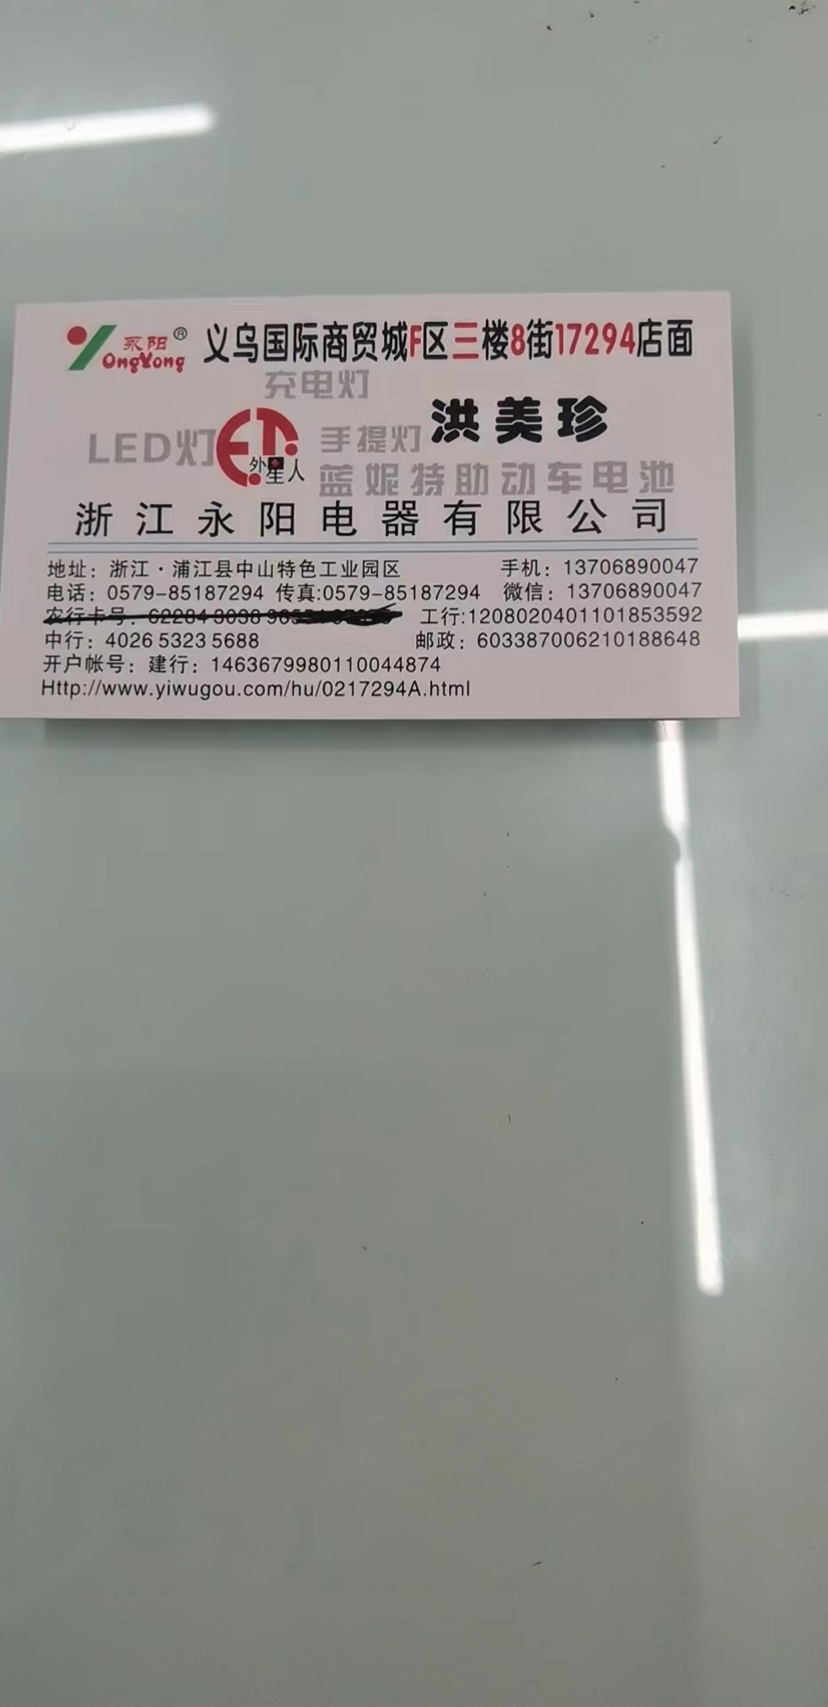 永阳® 义乌国际商贸城F区三楼8街17294店面
OngYong
充电灯
LED灯 外星人 手提灯 洪美珍
蓝妮特助动车电池
浙江永阳电器有限公司
地址：浙江·浦江县中山特色工业园区 手机：13706890047
电话：0579-85187294 传真:0579-85187294 微信：13706890047
农行卡号： 工行:1208020401101853592
中行：4026 5323 5688 邮政：603387006210188648
开户帐号：建行：1463679980110044874
Http://www.yiwugou.com/hu/0217294A.html